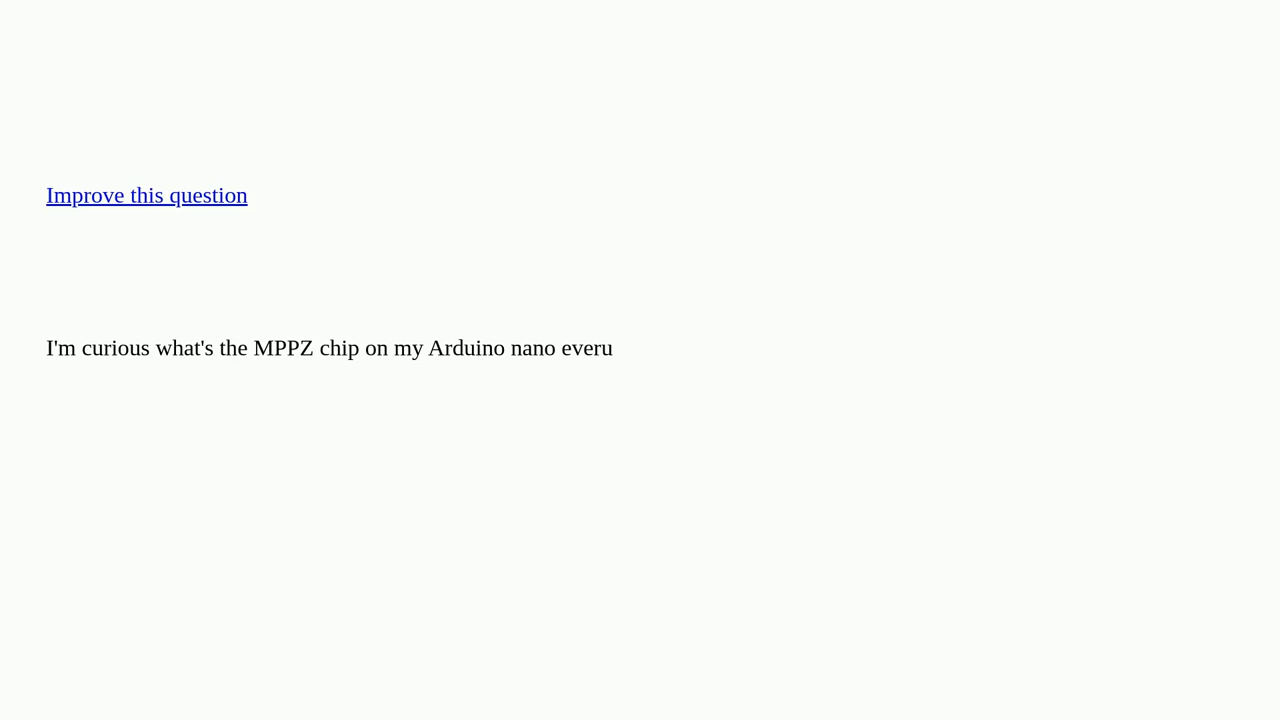 Improve this question
I'm curious what's the MPPZ chip on my Arduino nano everu